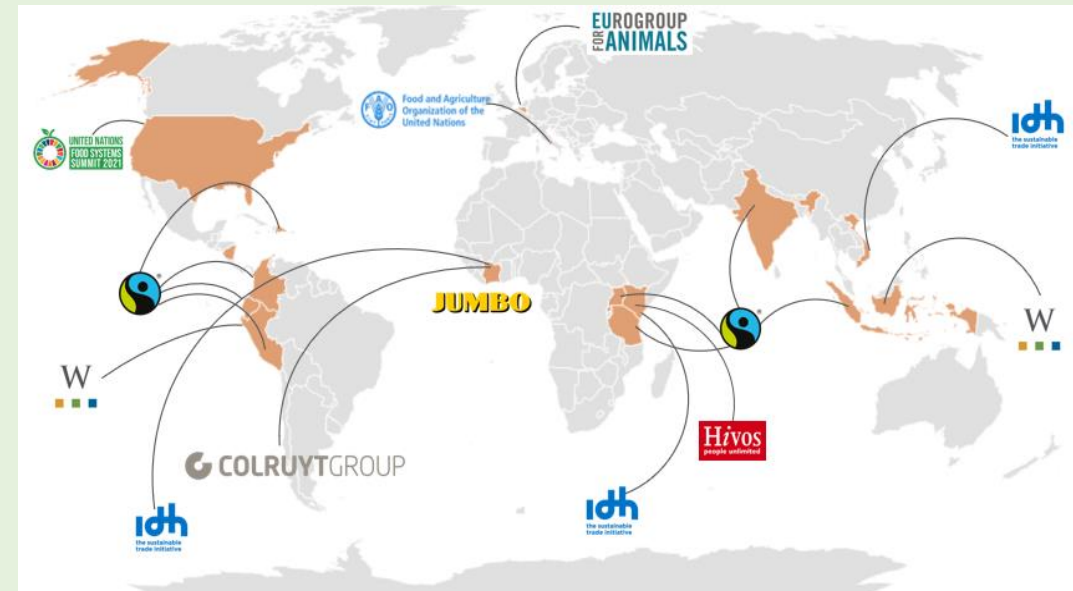 EUROGROUP
FOR ANIMALS
Food and Agriculture
Organization of the
United Nations
UNITED NATIONS
FOOD SYSTEMS
SUMMIT 2021
idh
the sustainable
trade initiative
JUMBO
W
W
COLRUYTGROUP
Hivos
people unlimited
idh
the sustainable
trade initiative
idh
the sustainable
trade initiative